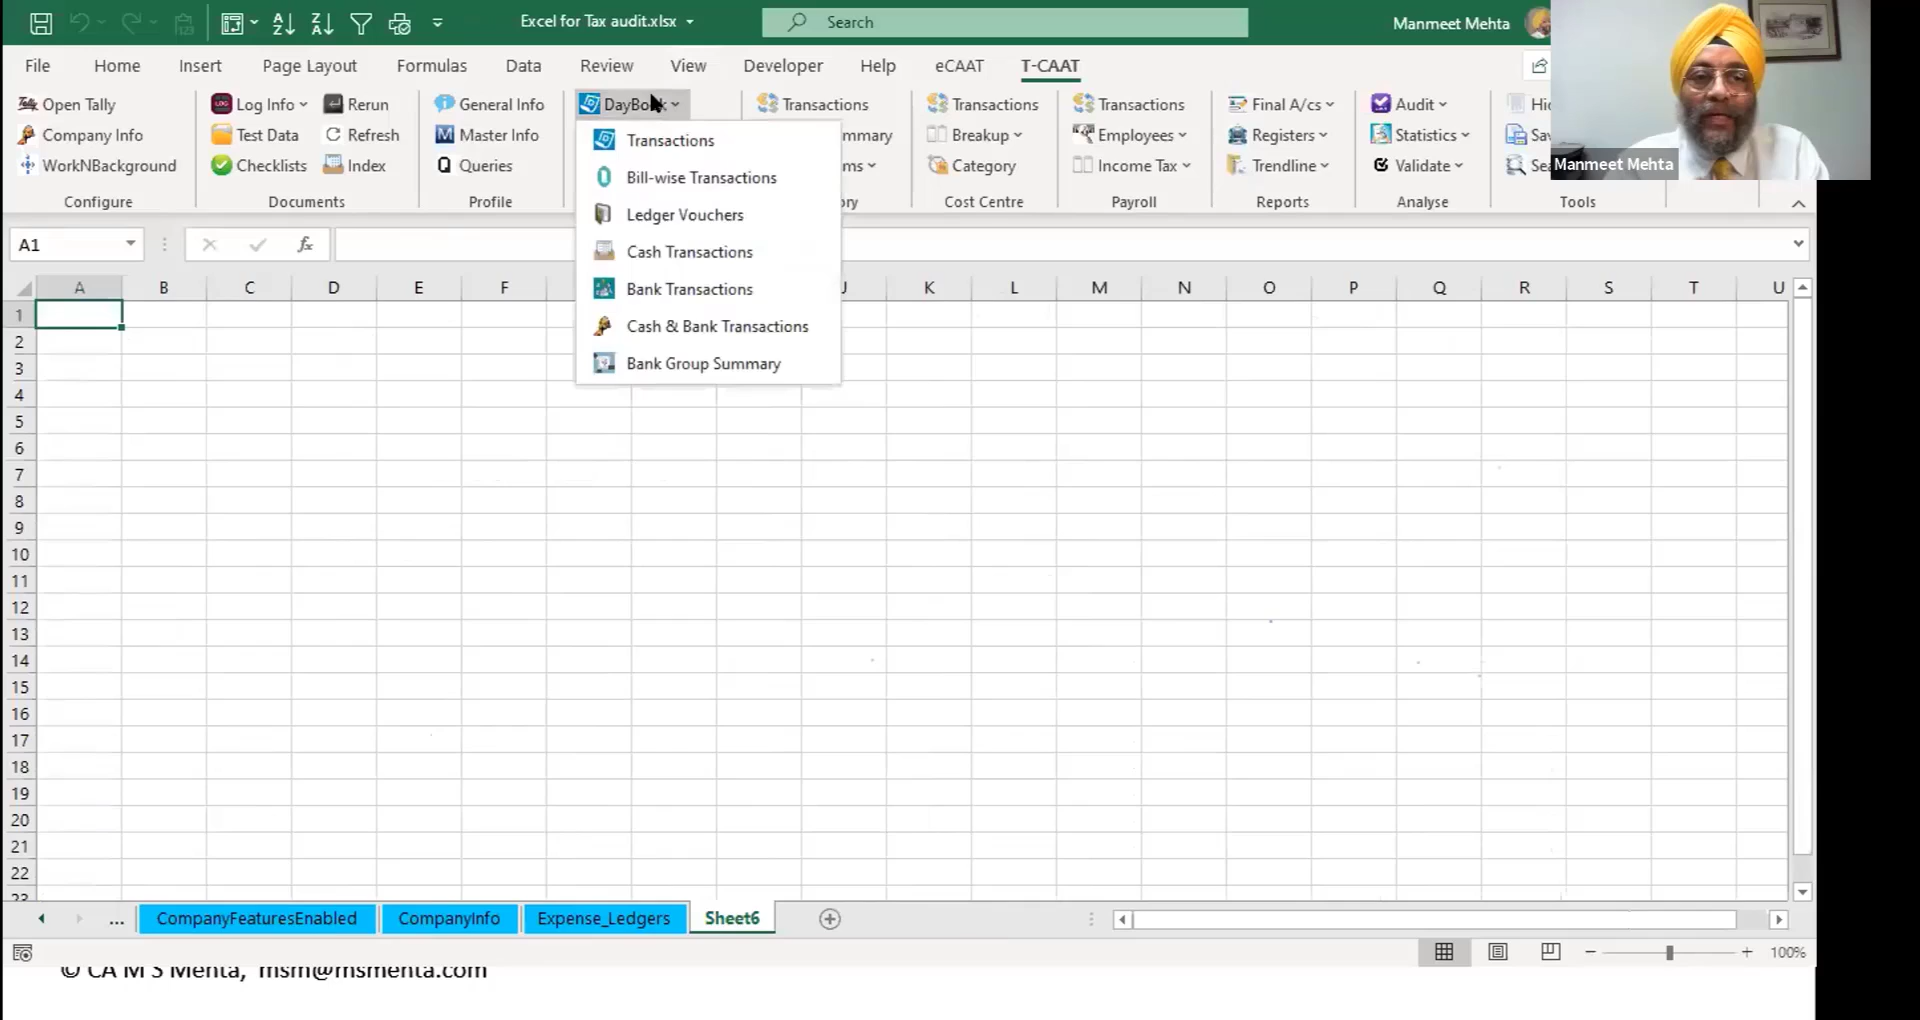 Excel for Tax audit.xlsx
Search
Manmeet Mehta
File Home Insert Page Layout Formulas Data Review View Developer Help eCAAT T-CAAT
Open Tally Log Info Rerun General Info DayBook Transactions Transactions Transactions Final A/cs Audit
Company Info Test Data Refresh Master Info Breakup Employees Registers Statistics
WorkNBackground Checklists Index Queries Category Income Tax Trendline Validate
Configure Documents Profile Cost Centre Payroll Reports Analyse Tools
Transactions
Bill-wise Transactions
Ledger Vouchers
Cash Transactions
Bank Transactions
Cash & Bank Transactions
Bank Group Summary
Manmeet Mehta
A1
fx
A B C D E F J K L M N O P Q R S T U
1
2
3
4
5
6
7
8
9
10
11
12
13
14
15
16
17
18
19
20
21
22
23
... CompanyFeaturesEnabled CompanyInfo Expense_Ledgers Sheet6
100%
© CA M S Mehta, msm@msmehta.com